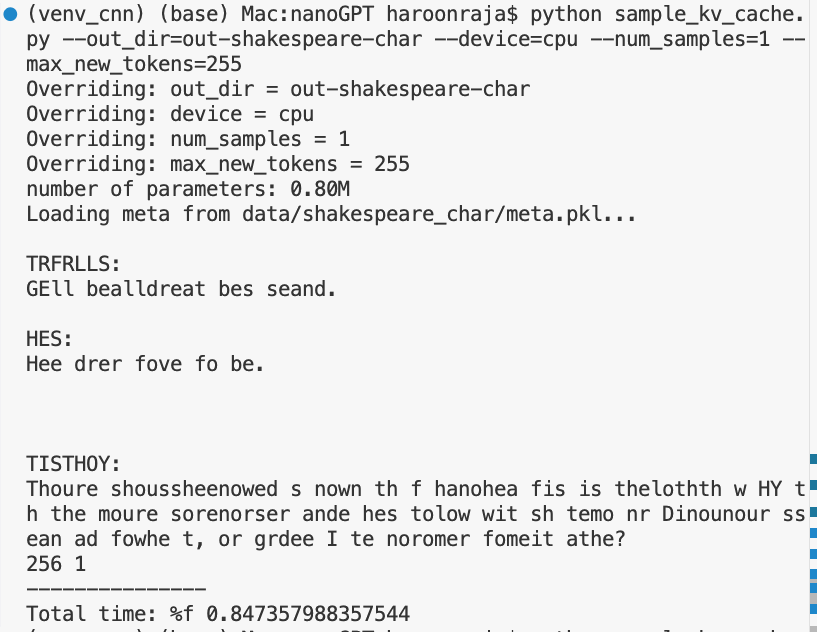 (venv_cnn) (base) Mac:nanoGPT haroonraja$ python sample_kv_cache.
py --out_dir=out-shakespeare-char --device=cpu --num_samples=1 --
max_new_tokens=255
Overriding: out_dir = out-shakespeare-char
Overriding: device = cpu
Overriding: num_samples = 1
Overriding: max_new_tokens = 255
number of parameters: 0.80M
Loading meta from data/shakespeare_char/meta.pkl...
TRFRLLS:
GEll bealldreat bes seand.
HES:
Hee drer fove fo be.
TISTHOY:
Thoure shoussheenowed s nown th f hanohea fis is thelothth w HY t
h the moure sorenorser ande hes tolow wit sh temo nr Dinounour ss
ean ad fowhe t, or grdee I te noromer fomeit athe?
256 1
---------------
Total time: %f 0.847357988357544